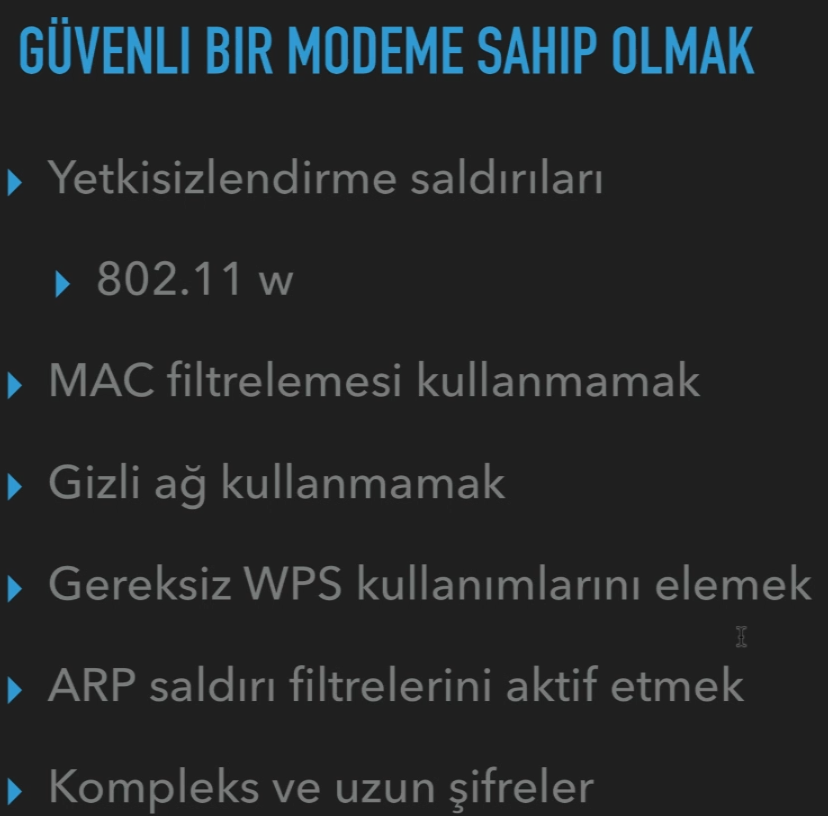 GÜVENLI BIR MODEME SAHIP OLMAK
Yetkisizlendirme saldırıları
802.11 w
MAC filtrelemesi kullanmamak
Gizli ağ kullanmamak
Gereksiz WPS kullanımlarını elemek
ARP saldırı filtrelerini aktif etmek
Kompleks ve uzun şifreler